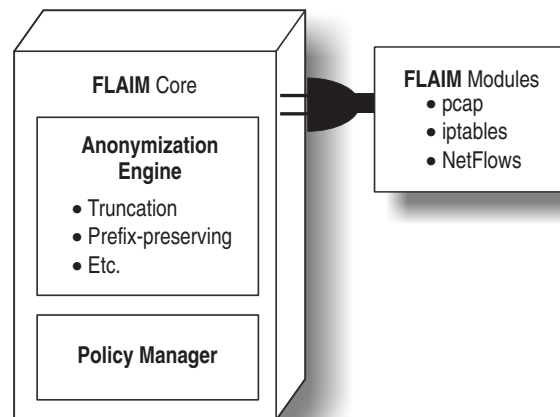 FLAIM Core
Anonymization
Engine
• Truncation
• Prefix-preserving
• Etc.
Policy Manager
FLAIM Modules
• pcap
• iptables
• NetFlows